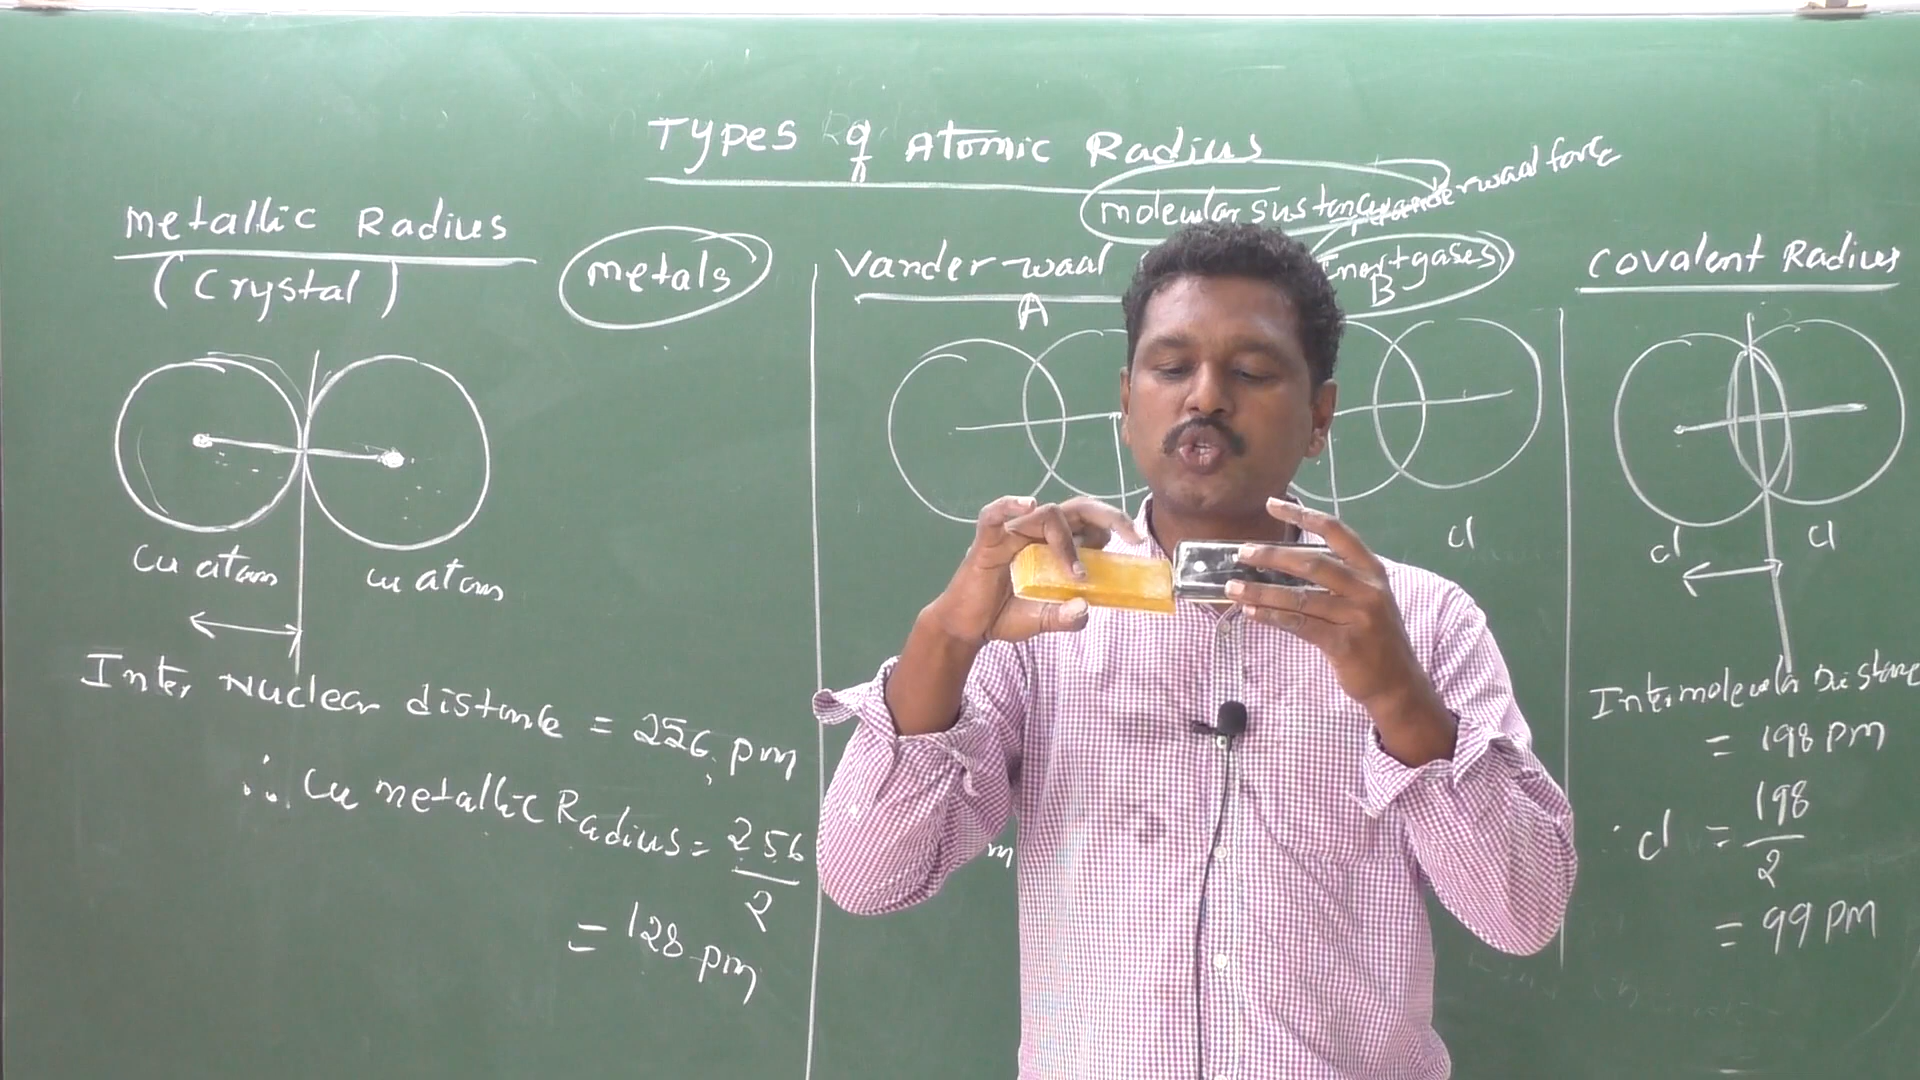 Types of Atomic Radius
Metallic Radius
(Crystal)
metals
Cu atom
Cu atom
Inter Nuclear distance = 256 pm
∴ Cu metallic Radius = 256
2
= 128 pm
molecular sustance
waal force
Vander-waal
A
Inert gases)
B
Cl
m
Covalent Radius
Cl
Cl
Intermolecular Distance
= 198 pm
∴ Cl = 198
2
= 99 pm